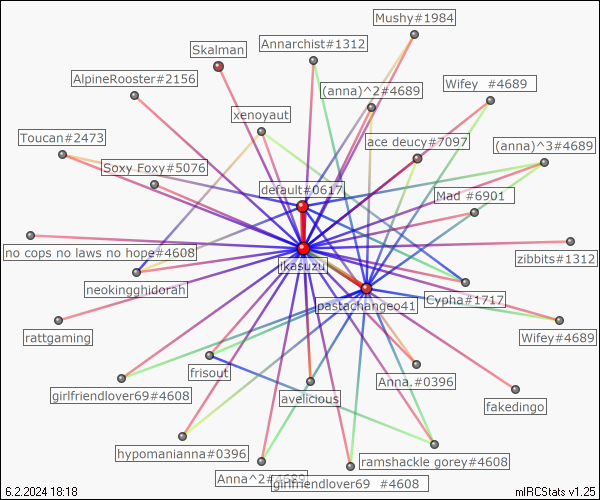 Mushy#1984
Annarchist#1312
Skalman
AlpineRooster#2156
(anna)^2#4689
Wifey  #4689
xenoyaut
Toucan#2473
ace deucy#7097
(anna)^3#4689
Soxy Foxy#5076
default#0617
Mad #6901
no cops no laws no hope#4608
zibbits#1312
ikasuzu
neokingghidorah
pastachangeo41
Cypha#1717
rattgaming
Wifey#4689
frisout
Anna.#0396
girlfriendlover69#4608
avelicious
fakedingo
hypomanianna#0396
ramshackle gorey#4608
Anna^2#4689
girlfriendlover69  #4608
6.2.2024 18:18
mIRCStats v1.25